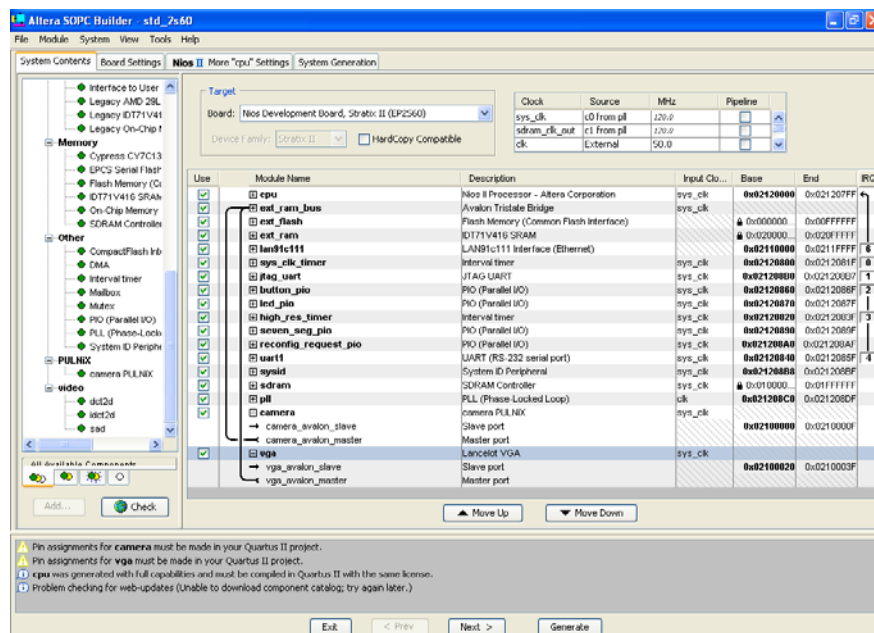 Altera SOPC Builder - std_2s60
File Module System View Tools Help
System Contents Board Settings Nios II More "cpu" Settings System Generation
Interface to User
Legacy AMD 29L
Legacy IDT71V41
Legacy On-Chip
Memory
Cypress CY7C13
EPCS Serial Flash
Flash Memory
IDT71V416 SRAM
On-Chip Memory
SDRAM Controller
Other
CompactFlash Int
DMA
Interval timer
Mailbox
Mutex
PIO (Parallel I/O)
PLL (Phase-Lock
System ID Periphe
PULNiX
camera PULNiX
video
dct2d
idct2d
sad
All Available Components
Add... Check
Target
Board: Nios Development Board, Stratix II (EP2S60)
Device Family: Stratix II HardCopy Compatible
Clock Source MHz Pipeline
sys_clk c0 from pll 120.0
sdram_clk_out c1 from pll 120.0
clk External 50.0
Use Module Name Description Input Clo... Base End IRQ
cpu Nios II Processor - Altera Corporation sys_clk 0x02120000 0x021207FF
ext_ram_bus Avalon Tristate Bridge sys_clk
ext_flash Flash Memory (Common Flash Interface) 0x000000... 0x00FFFFFF
ext_ram IDT71V416 SRAM 0x020000... 0x020FFFFF
lan91c111 LAN91c111 Interface (Ethernet) 0x02110000 0x0211FFFF 6
sys_clk_timer Interval timer sys_clk 0x02120800 0x0212081F 0
jtag_uart JTAG UART sys_clk 0x021208B0 0x021208B7 1
button_pio PIO (Parallel I/O) sys_clk 0x02120860 0x0212086F 2
led_pio PIO (Parallel I/O) sys_clk 0x02120870 0x0212087F
high_res_timer Interval timer sys_clk 0x02120820 0x0212083F 3
seven_seg_pio PIO (Parallel I/O) sys_clk 0x02120890 0x0212089F
reconfig_request_pio PIO (Parallel I/O) sys_clk 0x021208A0 0x021208AF
uart1 UART (RS-232 serial port) sys_clk 0x02120840 0x0212085F 4
sysid System ID Peripheral sys_clk 0x021208B8 0x021208BF
sdram SDRAM Controller sys_clk 0x010000... 0x01FFFFFF
pll PLL (Phase-Locked Loop) clk 0x021208C0 0x021208DF
camera camera PULNiX sys_clk
camera_avalon_slave Slave port 0x02100000 0x0210000F
camera_avalon_master Master port
vga Lancelot VGA sys_clk
vga_avalon_slave Slave port 0x02100020 0x0210003F
vga_avalon_master Master port
Move Up Move Down
Pin assignments for camera must be made in your Quartus II project.
Pin assignments for vga must be made in your Quartus II project.
cpu was generated with full capabilities and must be compiled in Quartus II with the same license.
Problem checking for web-updates (Unable to download component catalog; try again later.)
Exit < Prev Next > Generate